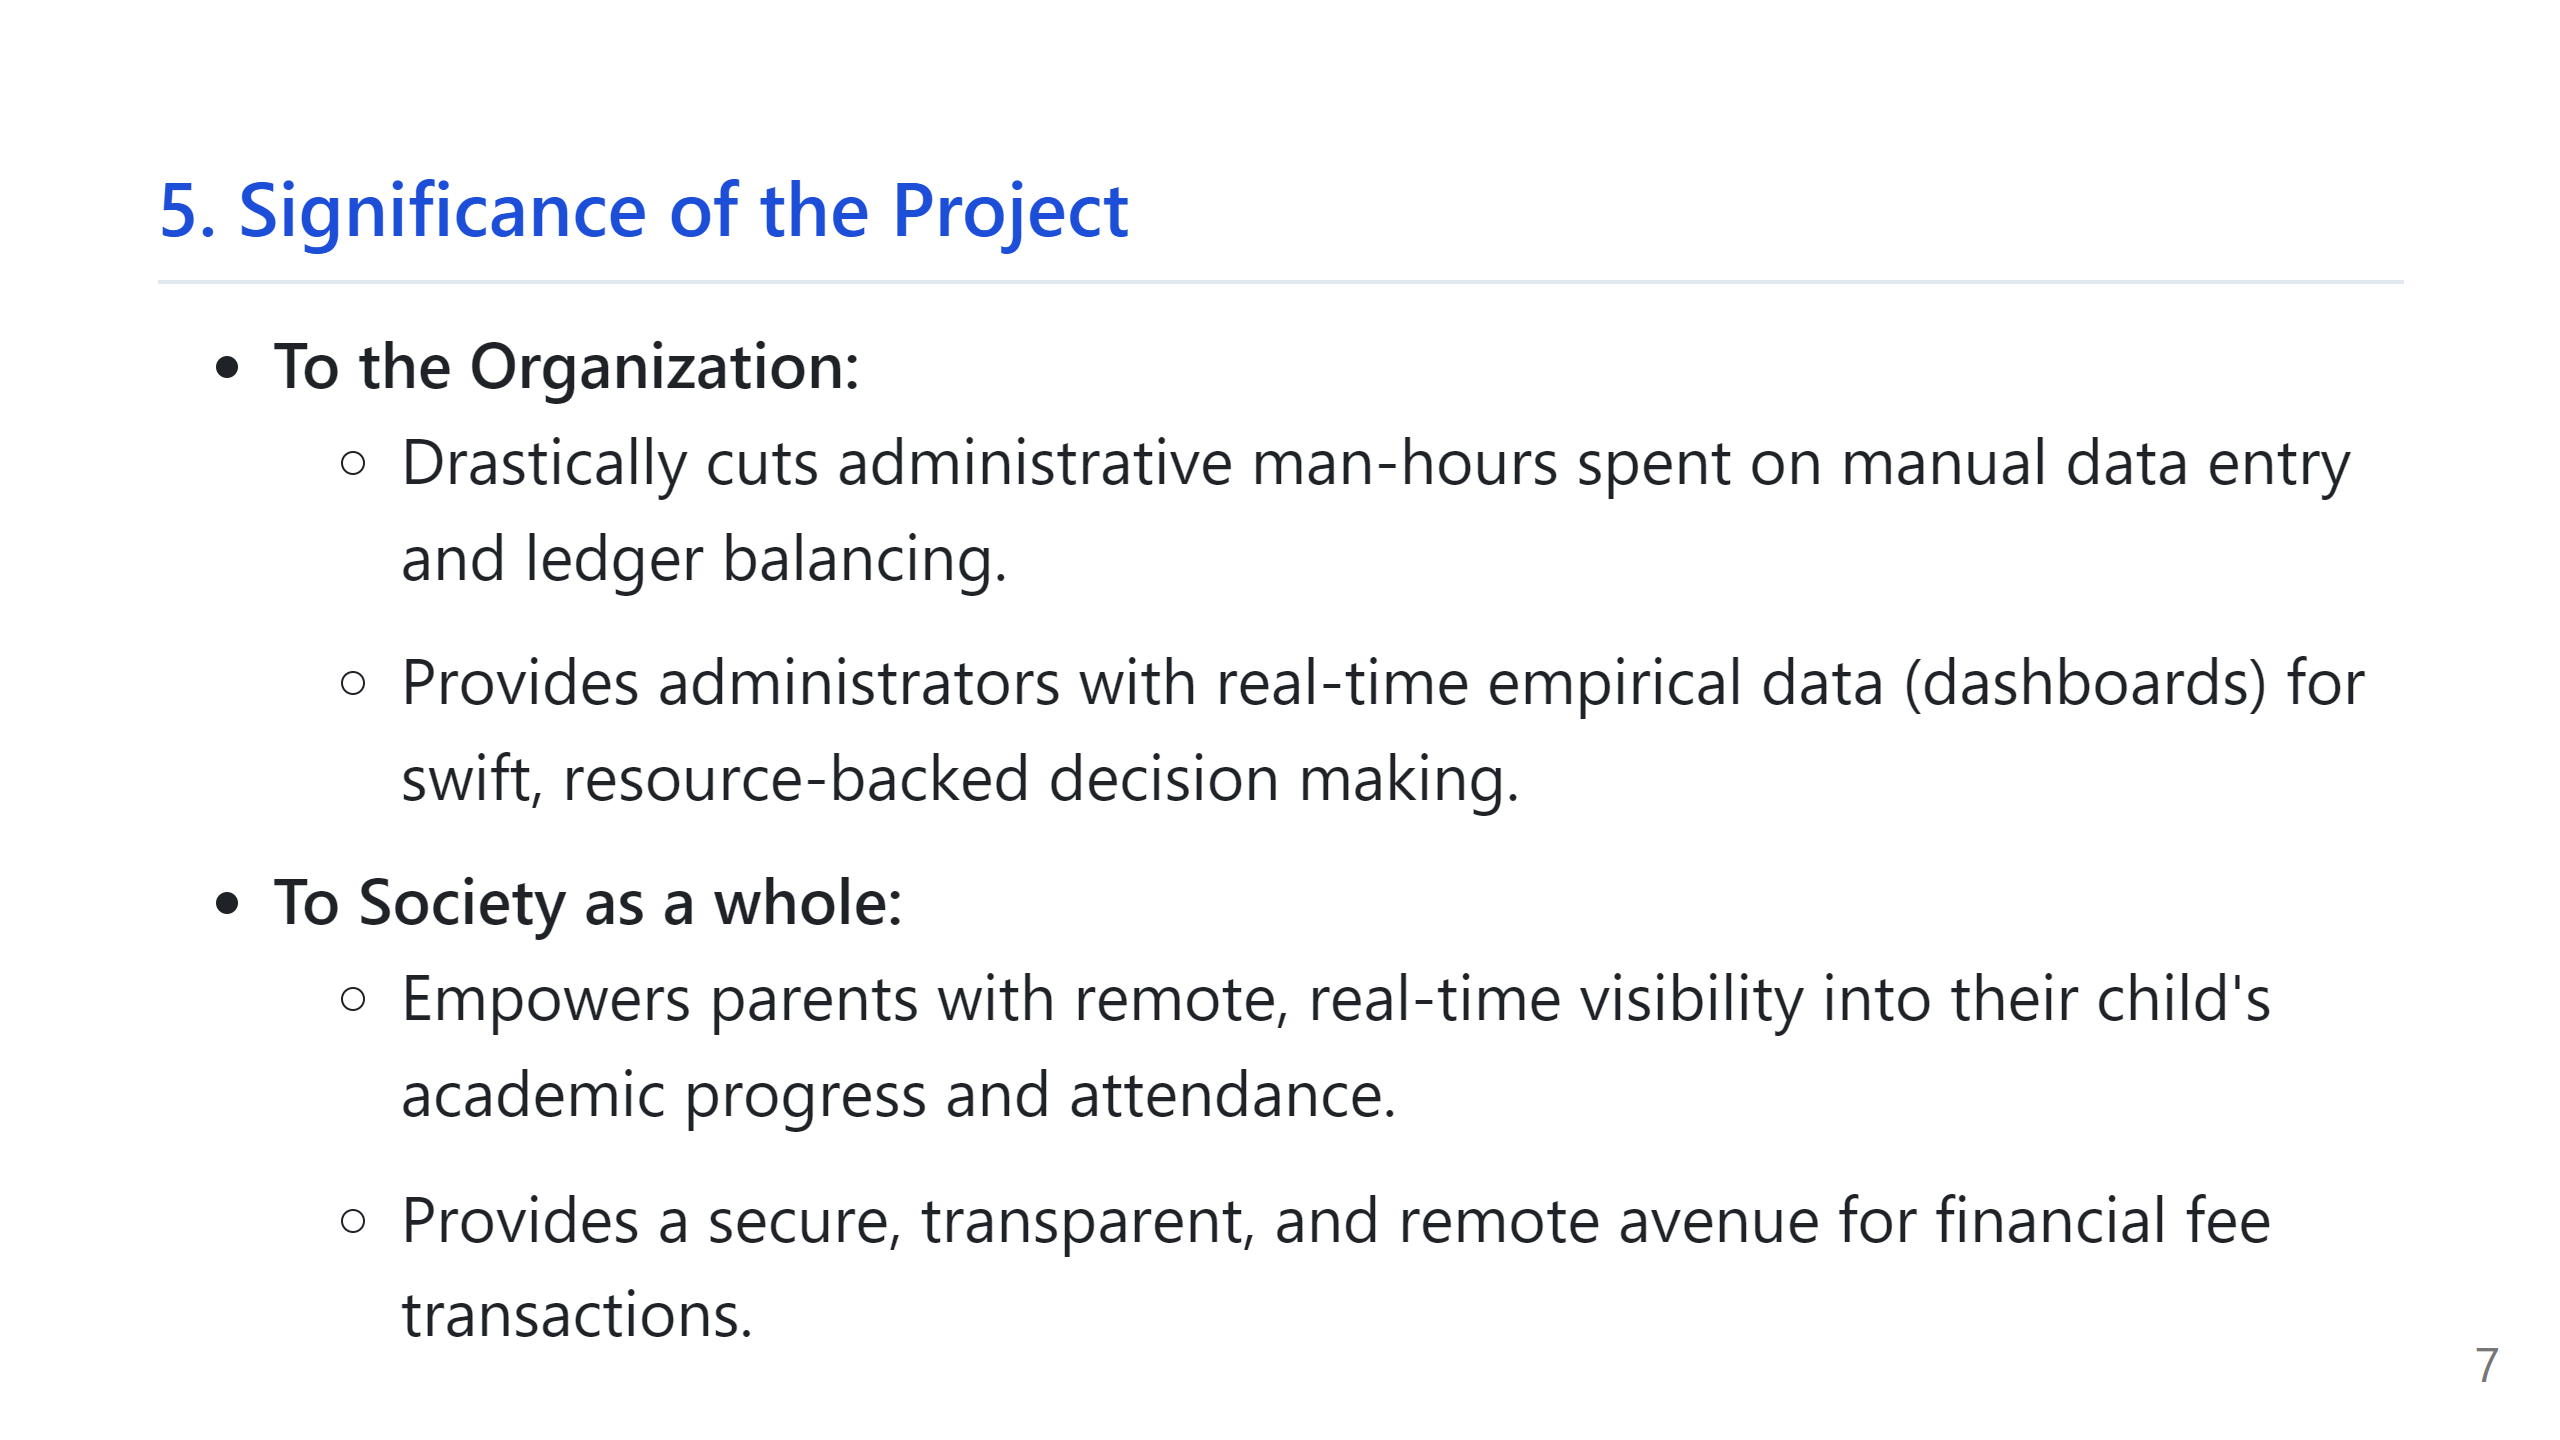 5. Significance of the Project
• To the Organization:
○ Drastically cuts administrative man-hours spent on manual data entry
and ledger balancing.
○ Provides administrators with real-time empirical data (dashboards) for
swift, resource-backed decision making.
• To Society as a whole:
○ Empowers parents with remote, real-time visibility into their child's
academic progress and attendance.
○ Provides a secure, transparent, and remote avenue for financial fee
transactions.
7